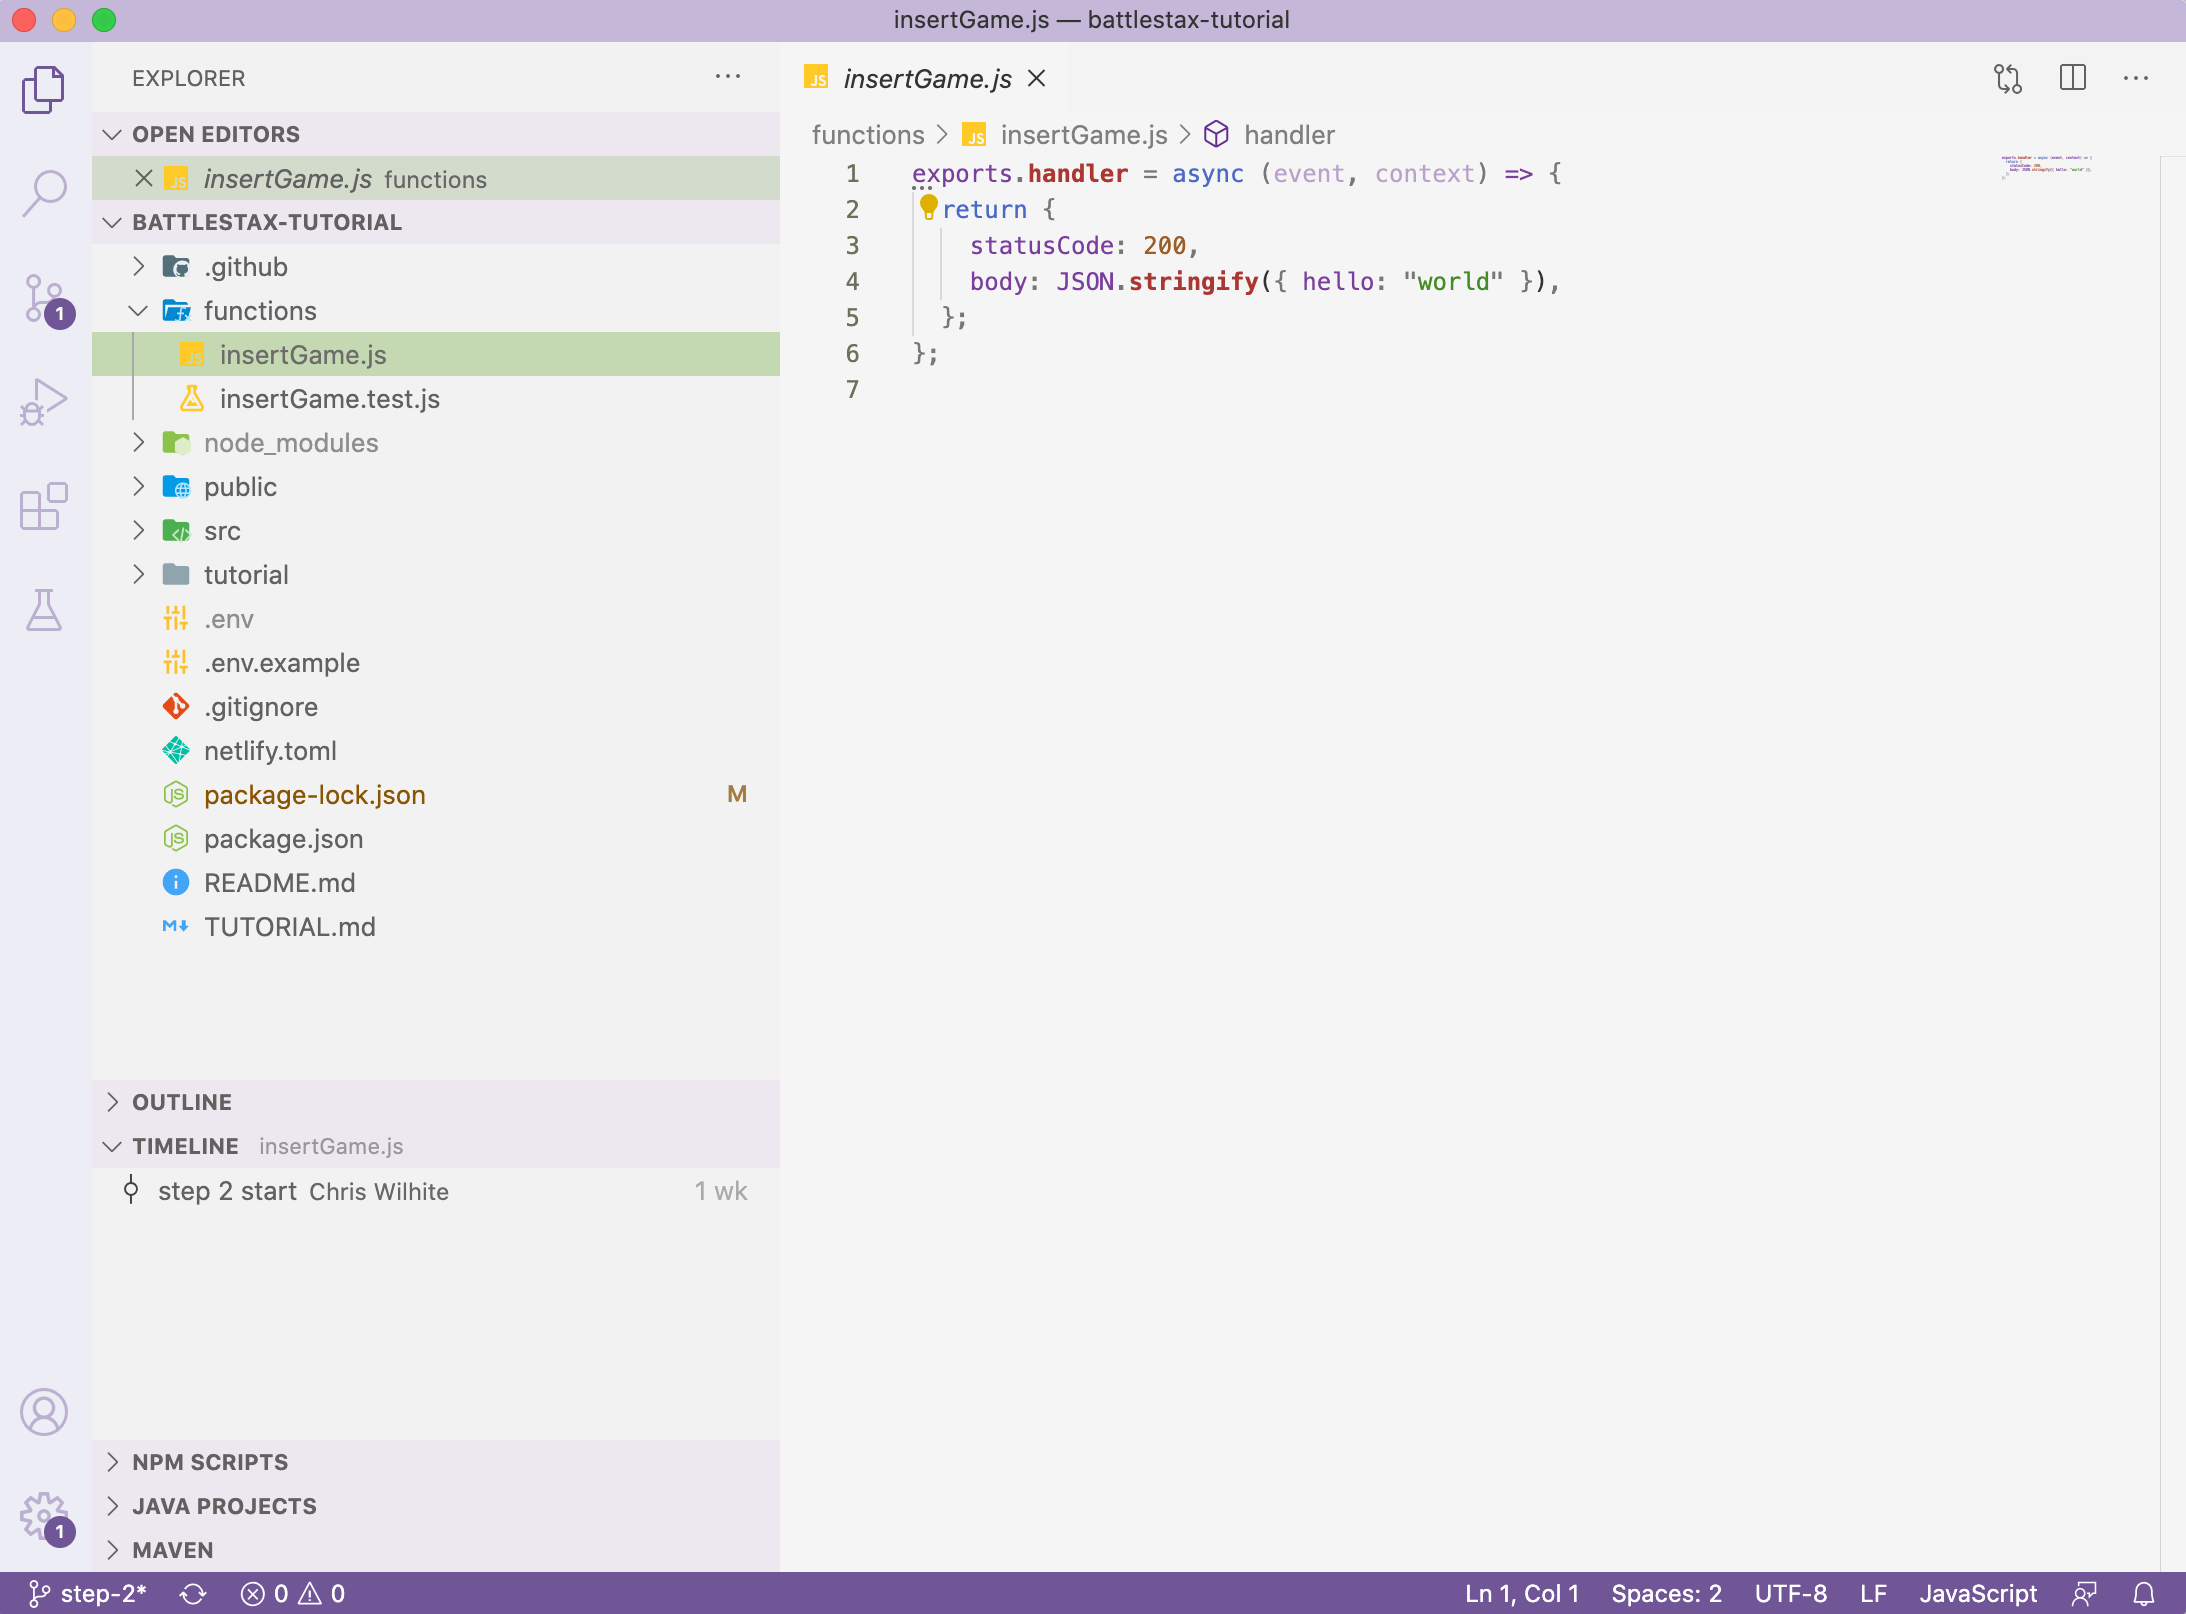 insertGame.js — battlestax-tutorial
EXPLORER
OPEN EDITORS
insertGame.js functions
BATTLESTAX-TUTORIAL
.github
functions
insertGame.js
insertGame.test.js
node_modules
public
src
tutorial
.env
.env.example
.gitignore
netlify.toml
package-lock.json M
package.json
README.md
TUTORIAL.md
OUTLINE
TIMELINE insertGame.js
step 2 start Chris Wilhite 1 wk
NPM SCRIPTS
JAVA PROJECTS
MAVEN
1
1
JS insertGame.js
functions > JS insertGame.js > handler
1 exports.handler = async (event, context) => {
2 return {
3 statusCode: 200,
4 body: JSON.stringify({ hello: "world" }),
5 };
6 };
7
step-2* 0 0 Ln 1, Col 1 Spaces: 2 UTF-8 LF JavaScript